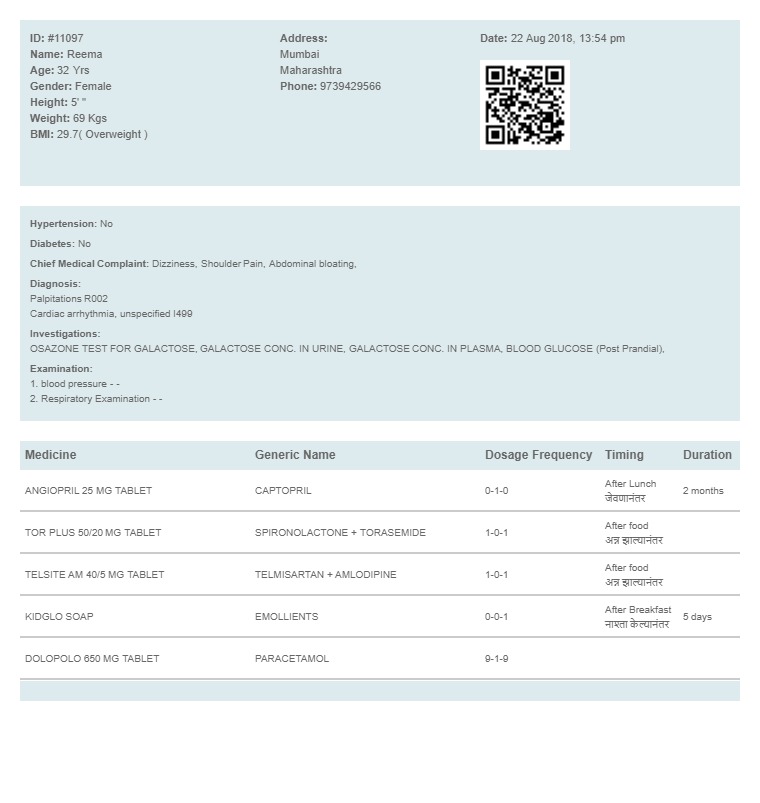 ID: #11097
Name: Reema
Age: 32 Yrs
Gender: Female
Height: 5' "
Weight: 69 Kgs
BMI: 29.7( Overweight )
Address:
Mumbai
Maharashtra
Phone: 9739429566
Date: 22 Aug 2018, 13:54 pm
Hypertension: No
Diabetes: No
Chief Medical Complaint: Dizziness, Shoulder Pain, Abdominal bloating,
Diagnosis:
Palpitations R002
Cardiac arrhythmia, unspecified I499
Investigations:
OSAZONE TEST FOR GALACTOSE, GALACTOSE CONC. IN URINE, GALACTOSE CONC. IN PLASMA, BLOOD GLUCOSE (Post Prandial),
Examination:
1. blood pressure - -
2. Respiratory Examination - -
Medicine Generic Name Dosage Frequency Timing Duration
ANGIOPRIL 25 MG TABLET CAPTOPRIL 0-1-0 After Lunch 2 months
जेवणानंतर
TOR PLUS 50/20 MG TABLET SPIRONOLACTONE + TORASEMIDE 1-0-1 After food
अन्न झाल्यानंतर
TELSITE AM 40/5 MG TABLET TELMISARTAN + AMLODIPINE 1-0-1 After food
अन्न झाल्यानंतर
KIDGLO SOAP EMOLLIENTS 0-0-1 After Breakfast 5 days
नाश्ता केल्यानंतर
DOLOPOLO 650 MG TABLET PARACETAMOL 9-1-9